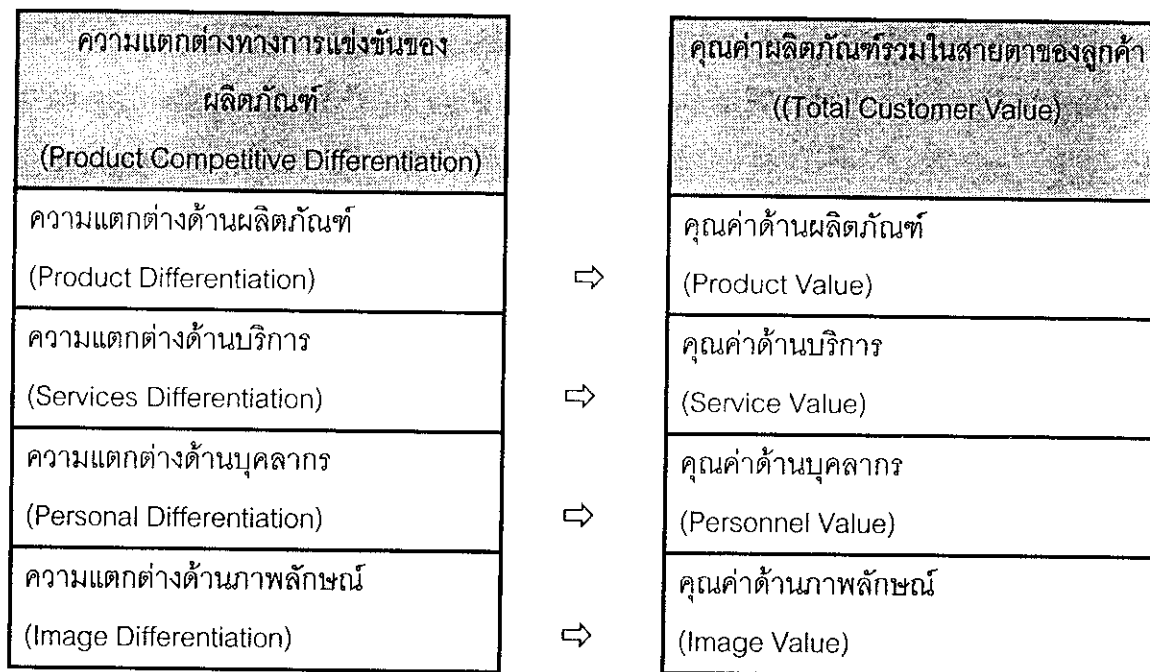 ความแตกต่างทางการแข่งขันของ
ผลิตภัณฑ์
(Product Competitive Differentiation)
คุณค่าผลิตภัณฑ์รวมในสายตาของลูกค้า
((Total Customer Value)
ความแตกต่างด้านผลิตภัณฑ์
(Product Differentiation)
⇨
คุณค่าด้านผลิตภัณฑ์
(Product Value)
ความแตกต่างด้านบริการ
(Services Differentiation)
⇨
คุณค่าด้านบริการ
(Service Value)
ความแตกต่างด้านบุคลากร
(Personal Differentiation)
⇨
คุณค่าด้านบุคลากร
(Personnel Value)
ความแตกต่างด้านภาพลักษณ์
(Image Differentiation)
⇨
คุณค่าด้านภาพลักษณ์
(Image Value)